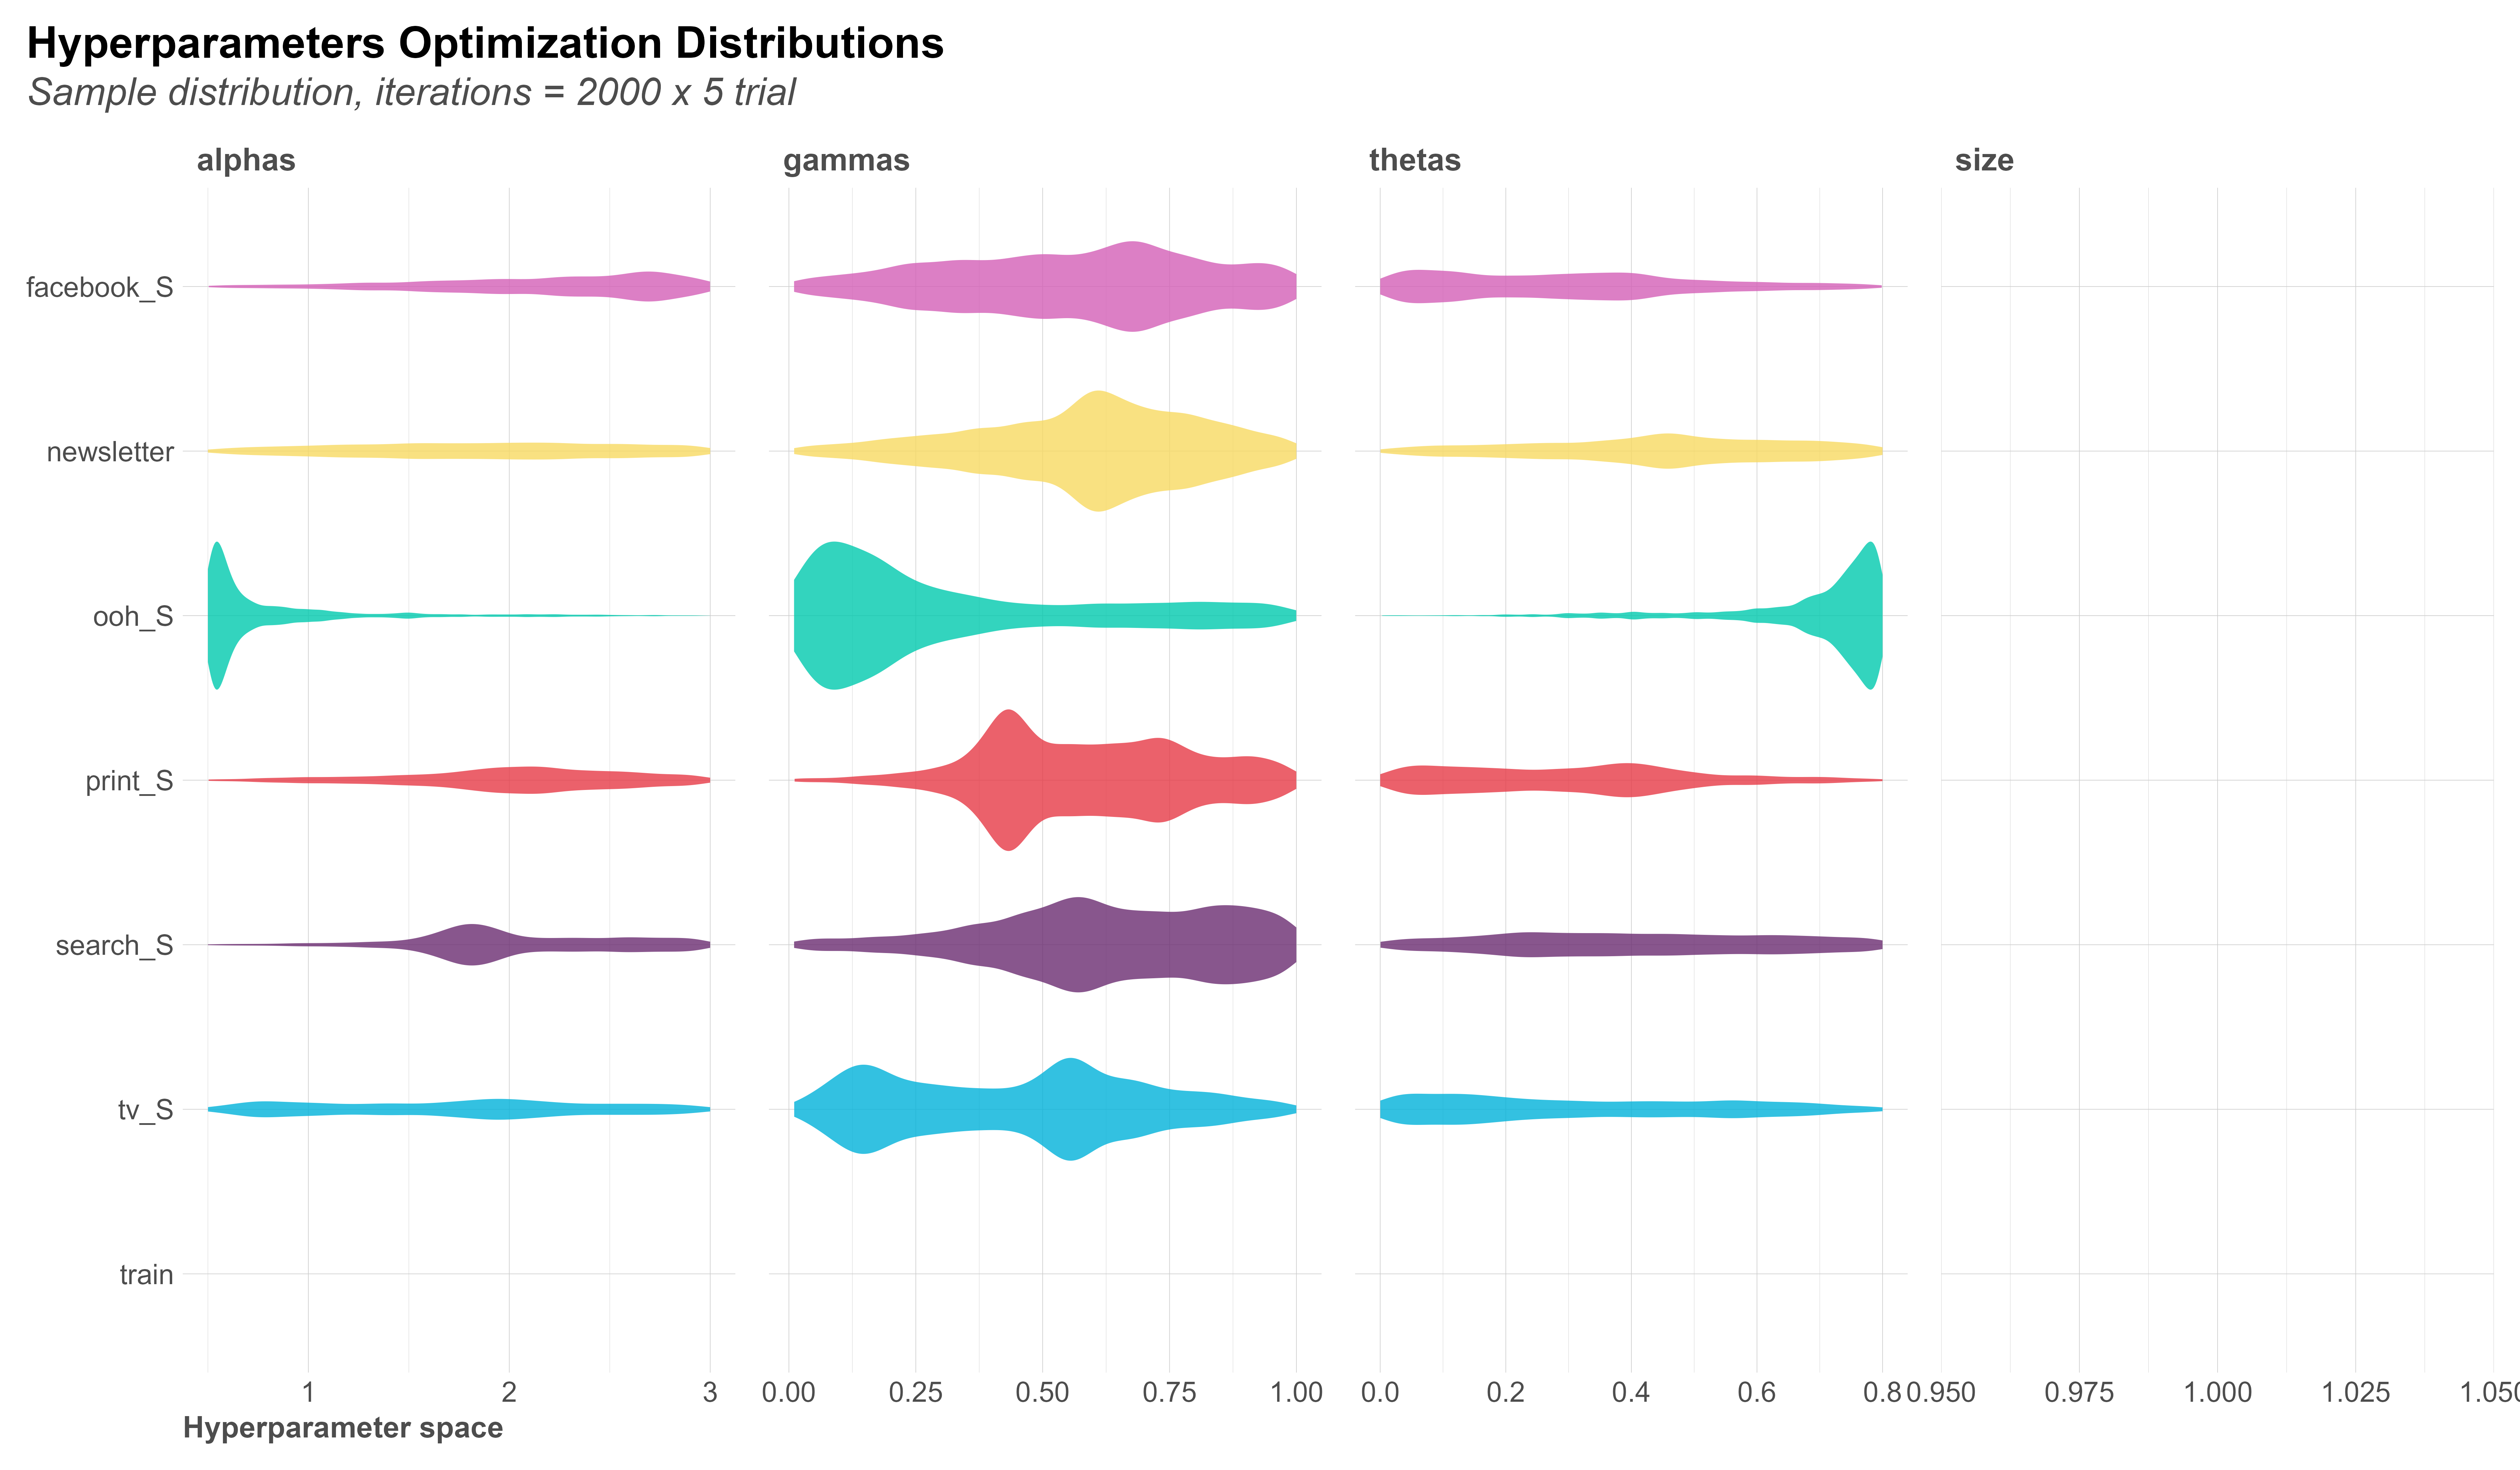 Hyperparameters Optimization Distributions
Sample distribution, iterations = 2000 x 5 trial
alphas gammas thetas size
facebook_S
newsletter
ooh_S
print_S
search_S
tv_S
train
1 2 3 0.00 0.25 0.50 0.75 1.00 0.0 0.2 0.4 0.6 0.8 0.950 0.975 1.000 1.025 1.050
Hyperparameter space